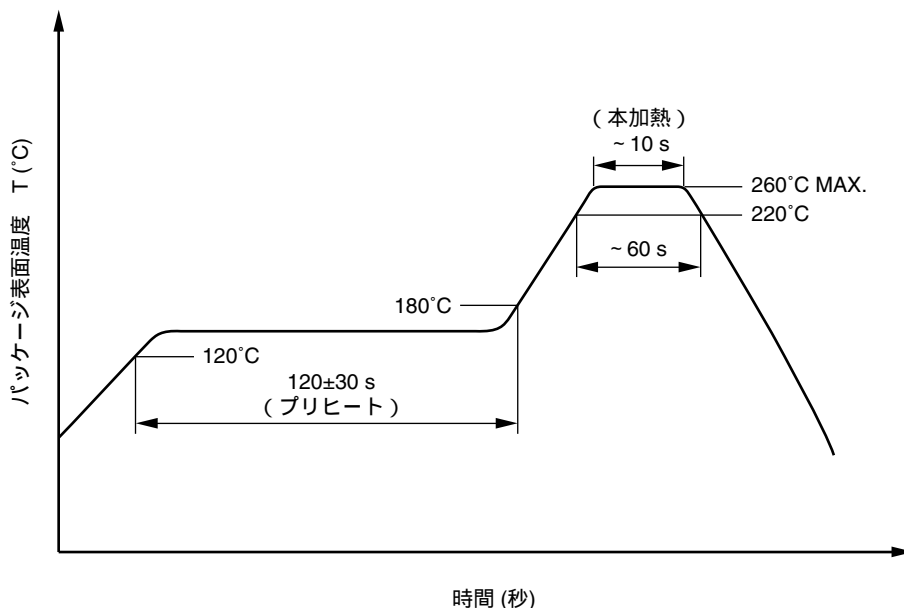 パッケージ表面温度 T (˚C)
（本加熱）
~ 10 s
260˚C MAX.
220˚C
~ 60 s
180˚C
120˚C
120±30 s
（プリヒート）
時間 (秒)